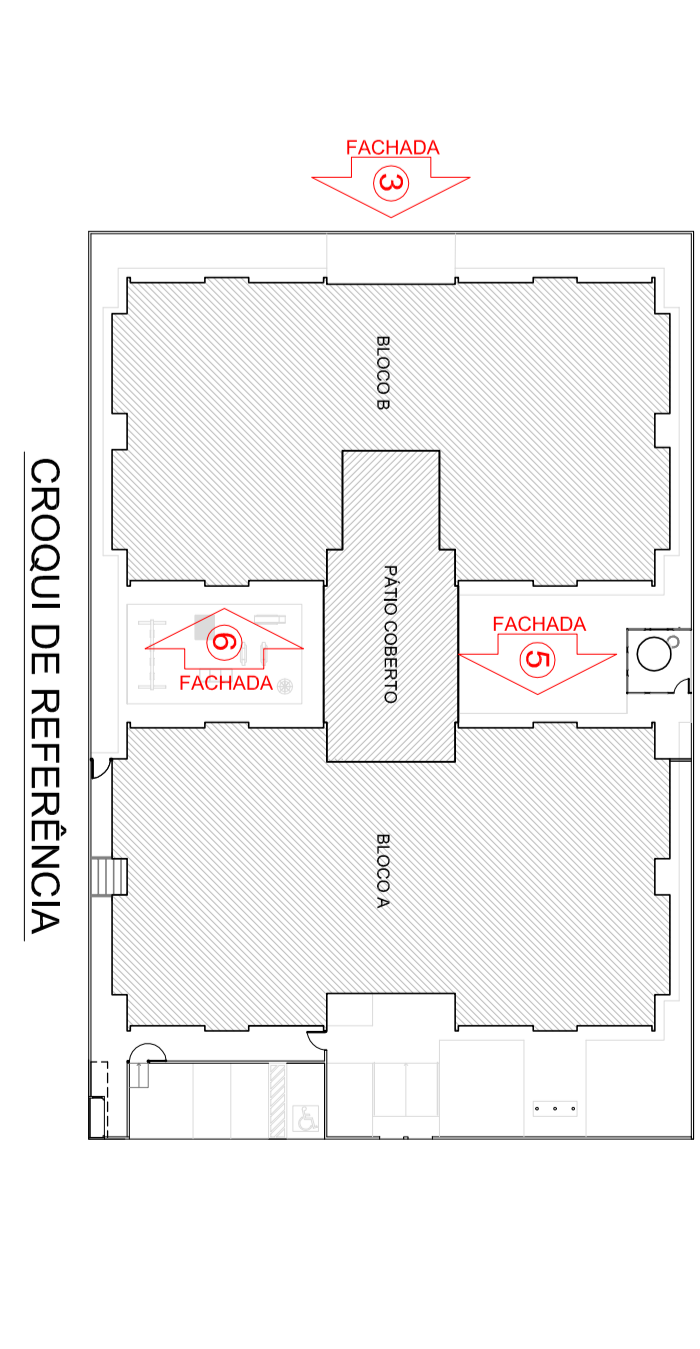 FACHADA
3
BLOCO B
PÁTIO COBERTO
FACHADA
5
6
FACHADA
BLOCO A
CROQUI DE REFERÊNCIA